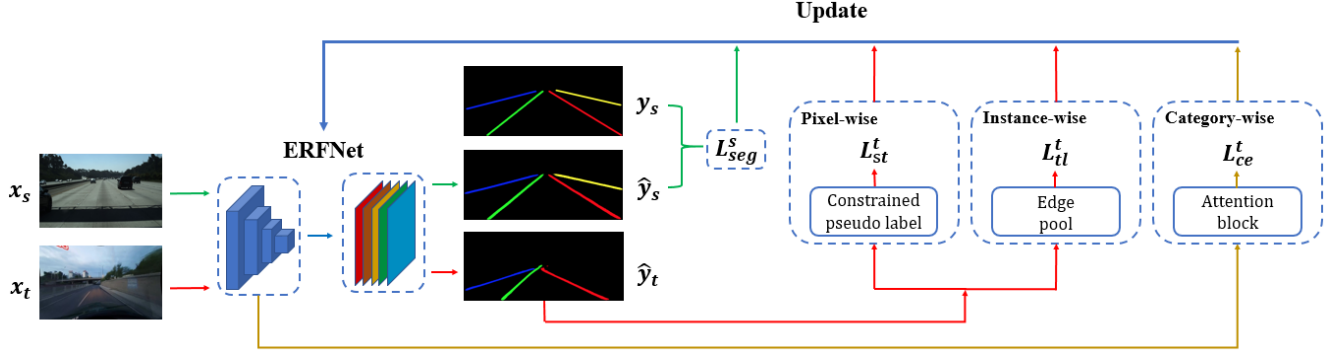 Update
ERFNet
x_s
x_t
y_s
ŷ_s
ŷ_t
L^s_seg
Pixel-wise
L^t_st
Constrained
pseudo label
Instance-wise
L^t_tl
Edge
pool
Category-wise
L^t_ce
Attention
block